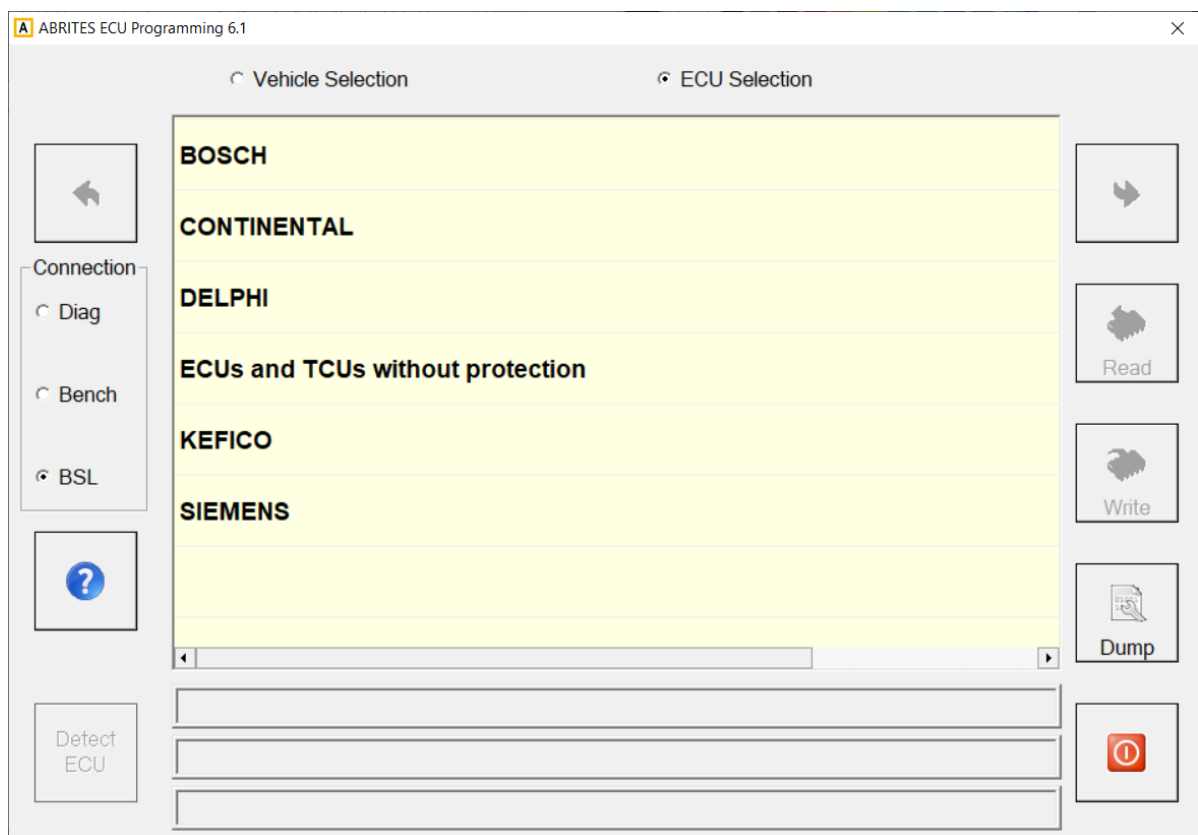 ABRITES ECU Programming 6.1
Vehicle Selection
ECU Selection
BOSCH
CONTINENTAL
DELPHI
ECUs and TCUs without protection
KEFICO
SIEMENS
Connection
Diag
Bench
BSL
Detect
ECU
Read
Write
Dump